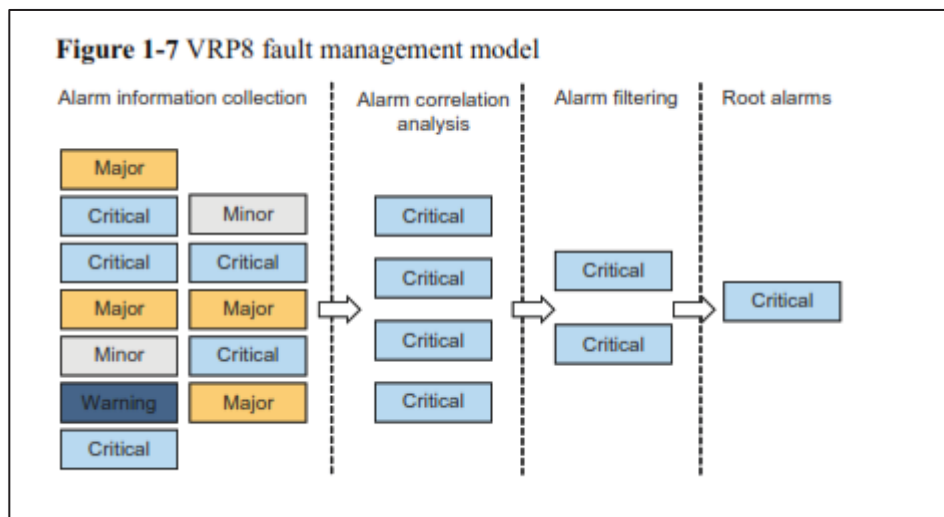 Figure 1-7 VRP8 fault management model
Alarm information collection
Alarm correlation
analysis
Alarm filtering
Root alarms
Major
Critical
Critical
Major
Minor
Warning
Critical
Minor
Critical
Major
Critical
Major
Critical
Critical
Critical
Critical
Critical
Critical
Critical